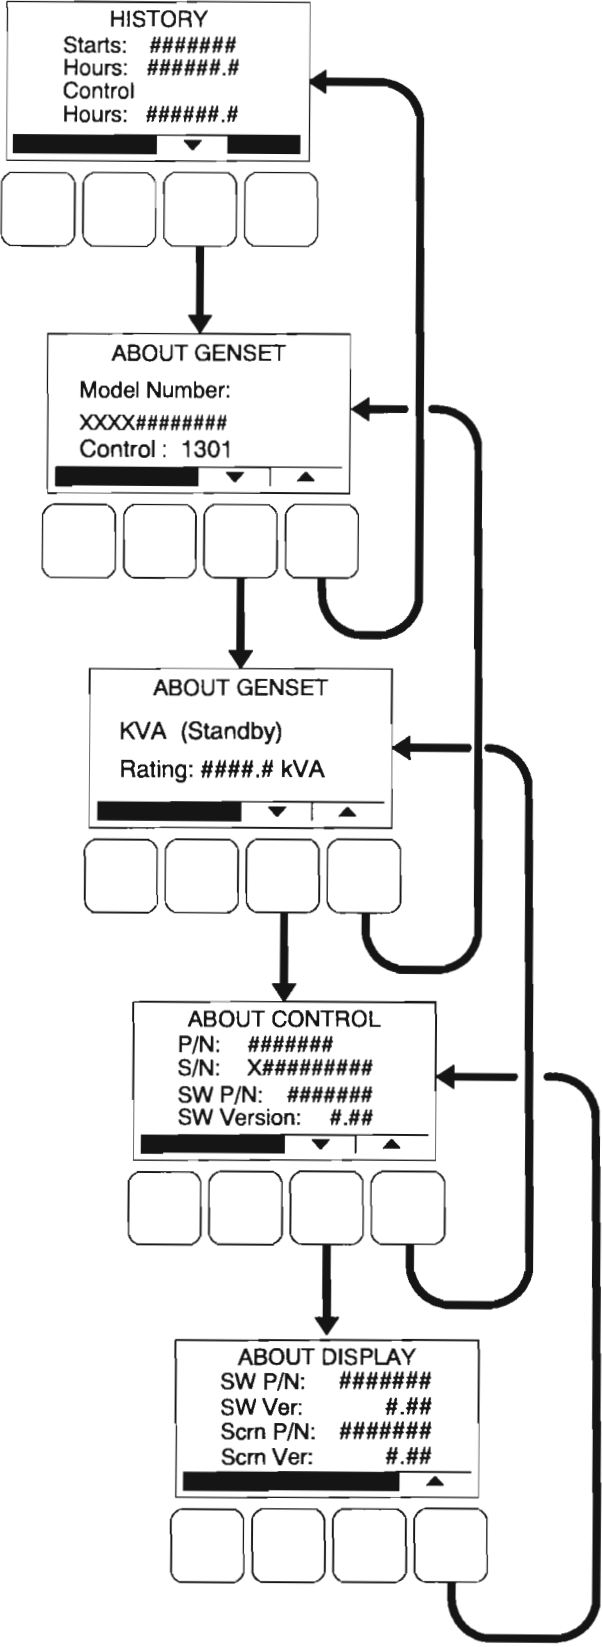 HISTORY
Starts: #######
Hours: ######.#
Control
Hours: ######.#
ABOUT GENSET
Model Number:
XXXX########
Control : 1301
ABOUT GENSET
KVA (Standby)
Rating: ####.# kVA
ABOUT CONTROL
P/N: #######
S/N: X#########
SW P/N: #######
SW Version: #.##
ABOUT DISPLAY
SW P/N: #######
SW Ver: #.##
Scrn P/N: #######
Scrn Ver: #.##